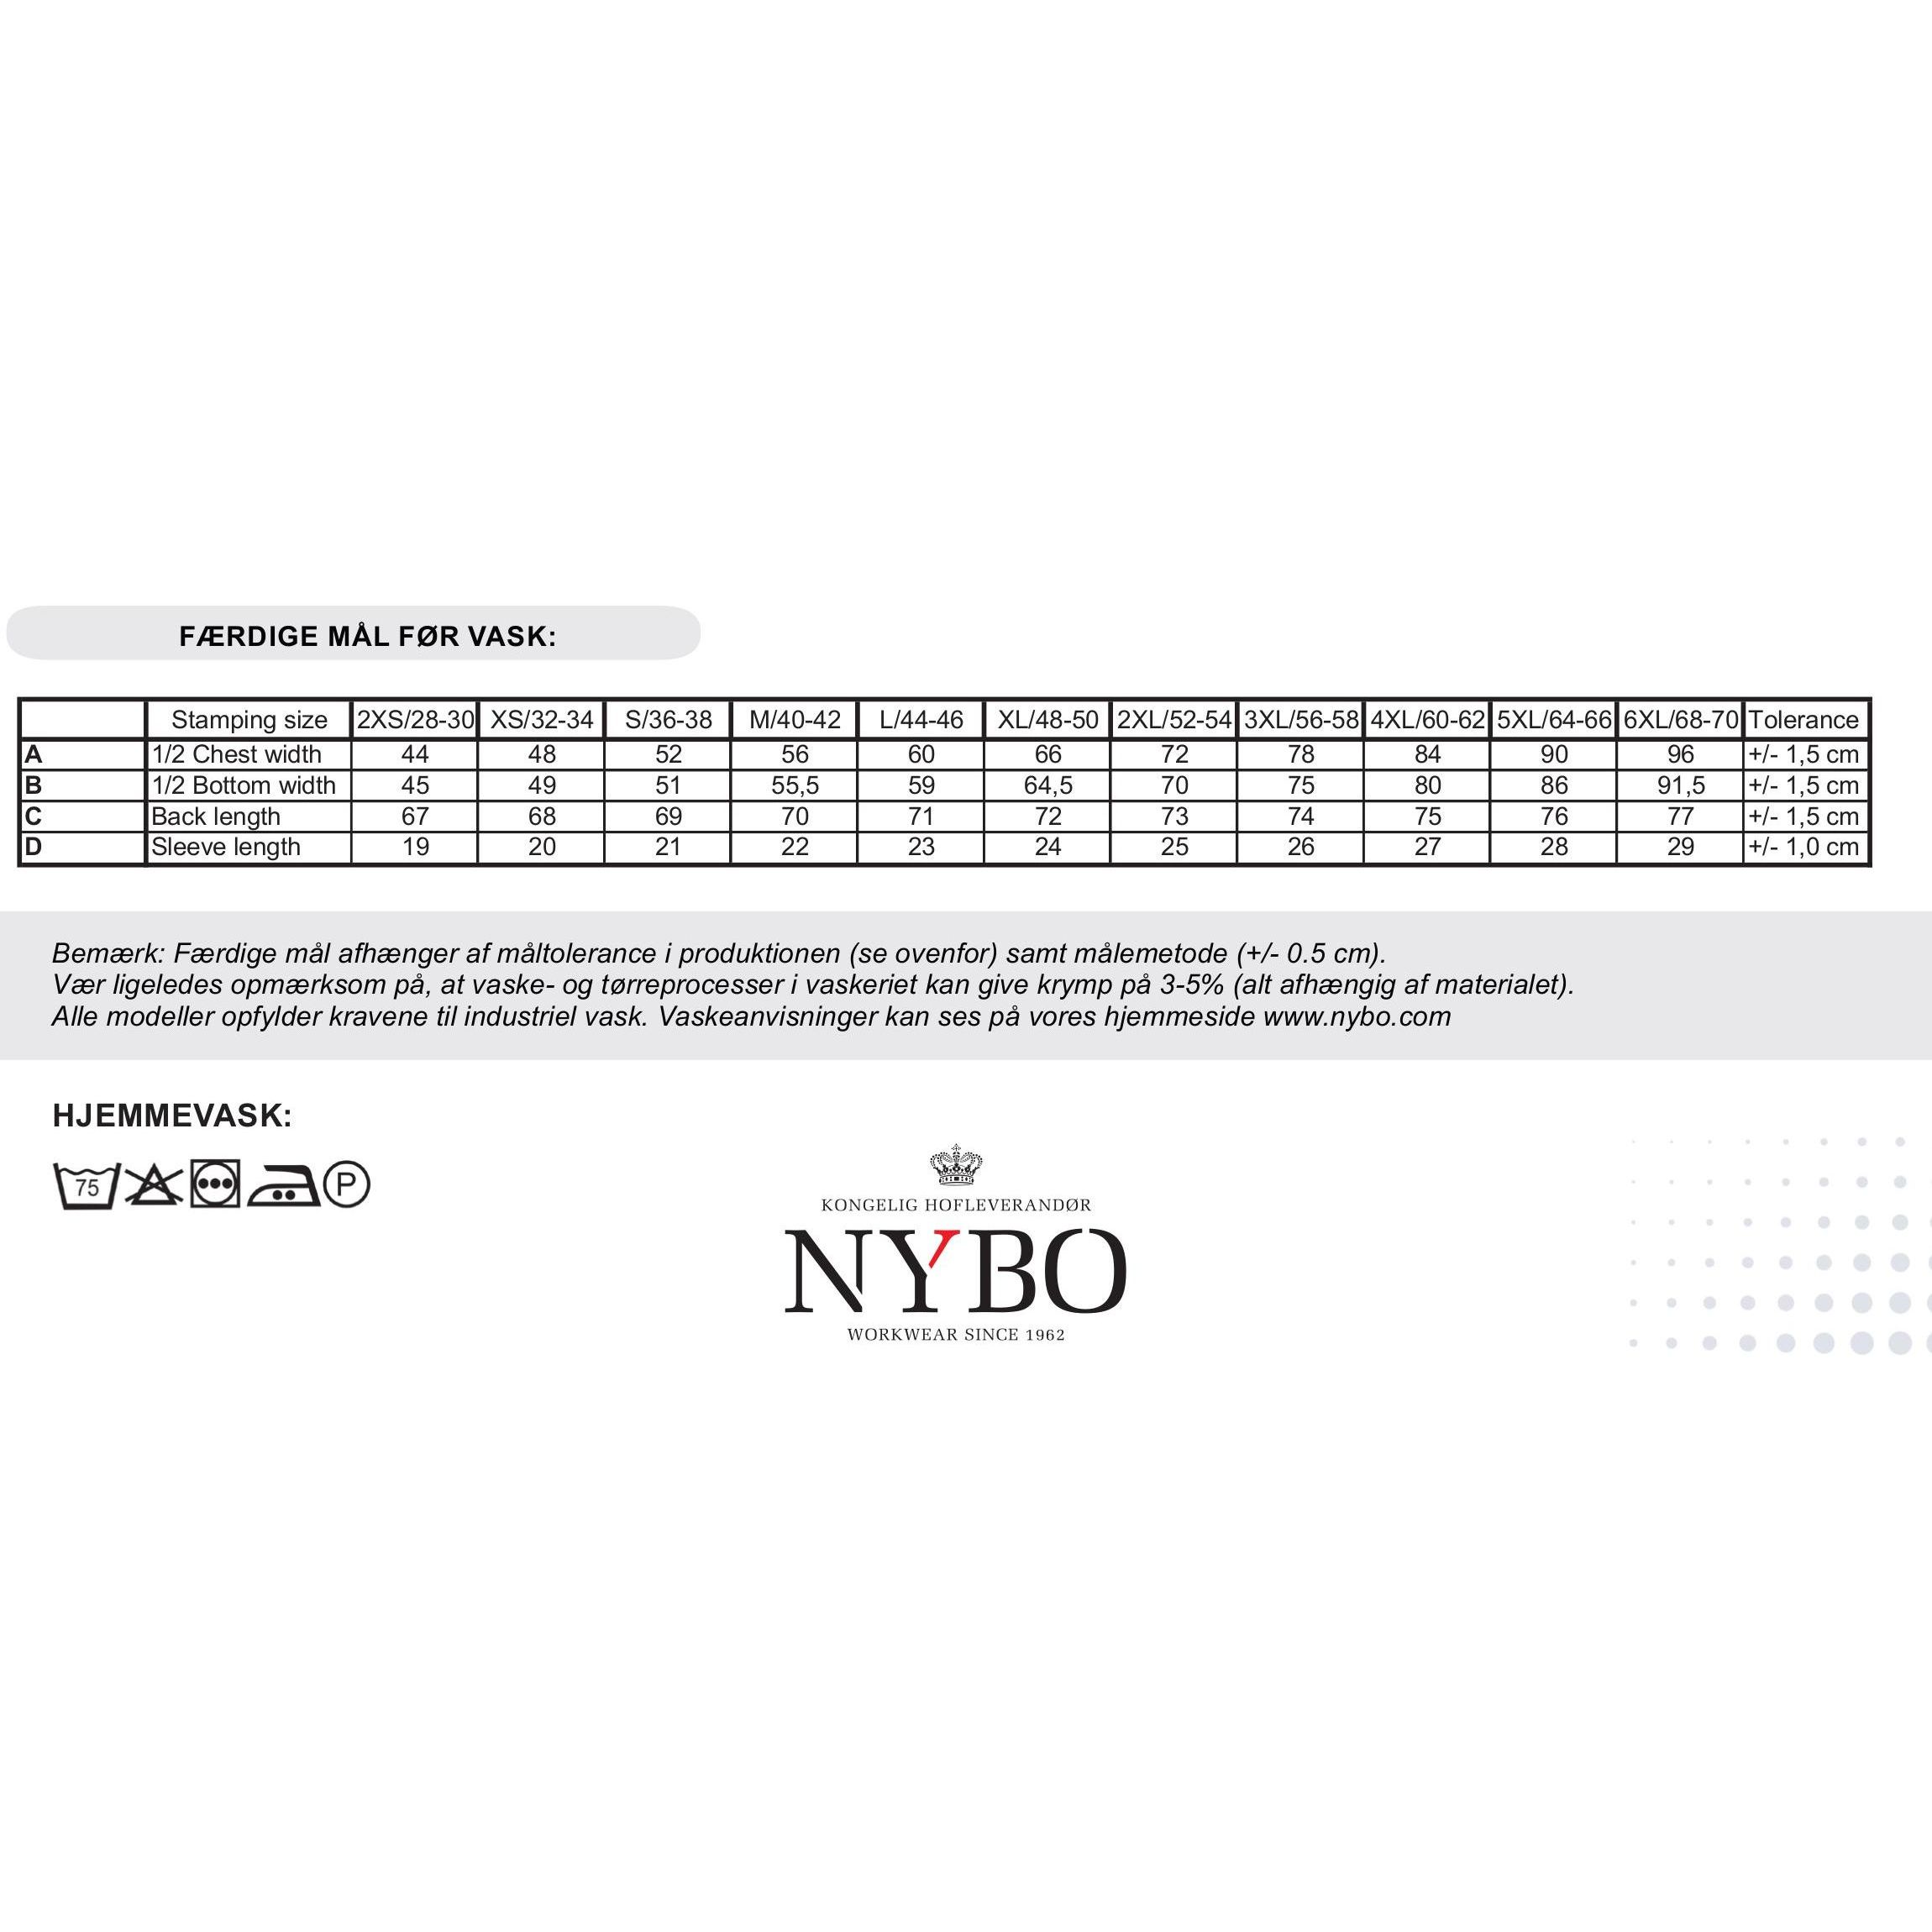 FÆRDIGE MÅL FØR VASK:
Stamping size 2XS/28-30 XS/32-34 S/36-38 M/40-42 L/44-46 XL/48-50 2XL/52-54 3XL/56-58 4XL/60-62 5XL/64-66 6XL/68-70 Tolerance
A 1/2 Chest width 44 48 52 56 60 66 72 78 84 90 96 +/- 1,5 cm
B 1/2 Bottom width 45 49 51 55,5 59 64,5 70 75 80 86 91,5 +/- 1,5 cm
C Back length 67 68 69 70 71 72 73 74 75 76 77 +/- 1,5 cm
D Sleeve length 19 20 21 22 23 24 25 26 27 28 29 +/- 1,0 cm
Bemærk: Færdige mål afhænger af måltolerance i produktionen (se ovenfor) samt målemetode (+/- 0.5 cm).
Vær ligeledes opmærksom på, at vaske- og tørreprocesser i vaskeriet kan give krymp på 3-5% (alt afhængig af materialet).
Alle modeller opfylder kravene til industriel vask. Vaskeanvisninger kan ses på vores hjemmeside www.nybo.com
HJEMMEVASK:
75 P
KONGELIG HOFLEVERANDØR
NYBO
WORKWEAR SINCE 1962